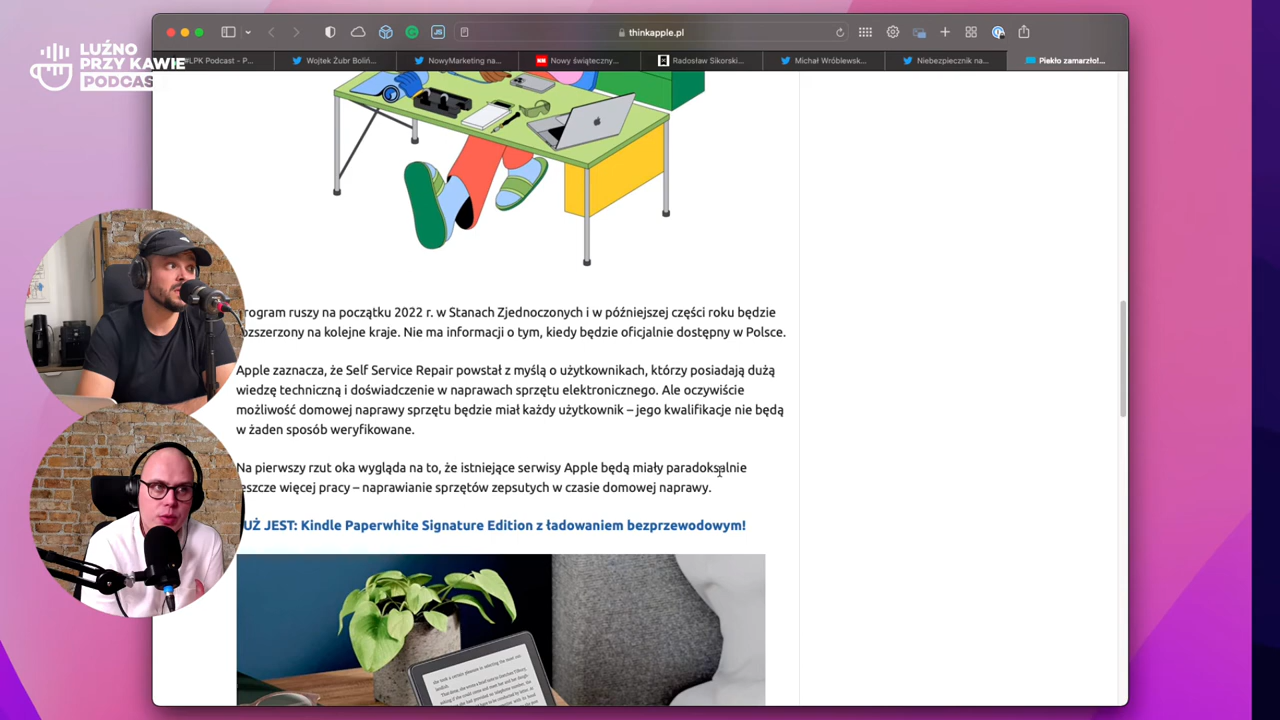 LUŹNO
PRZY KAWIE
PODCAST
thinkapple.pl
#LPK Podcast - P...
Wojtek Żubr Boliń...
NowyMarketing na...
Nowy świąteczny...
Radosław Sikorski...
Michał Wróblewsk...
Niebezpiecznik na...
Piekło zamarzło!...
rogram ruszy na początku 2022 r. w Stanach Zjednoczonych i w późniejszej części roku będzie
ozszerzony na kolejne kraje. Nie ma informacji o tym, kiedy będzie oficjalnie dostępny w Polsce.
Apple zaznacza, że Self Service Repair powstał z myślą o użytkownikach, którzy posiadają dużą
wiedzę techniczną i doświadczenie w naprawach sprzętu elektronicznego. Ale oczywiście
możliwość domowej naprawy sprzętu będzie miał każdy użytkownik – jego kwalifikacje nie będą
w żaden sposób weryfikowane.
Na pierwszy rzut oka wygląda na to, że istniejące serwisy Apple będą miały paradoksalnie
eszcze więcej pracy – naprawianie sprzętów zepsutych w czasie domowej naprawy.
UŻ JEST: Kindle Paperwhite Signature Edition z ładowaniem bezprzewodowym!